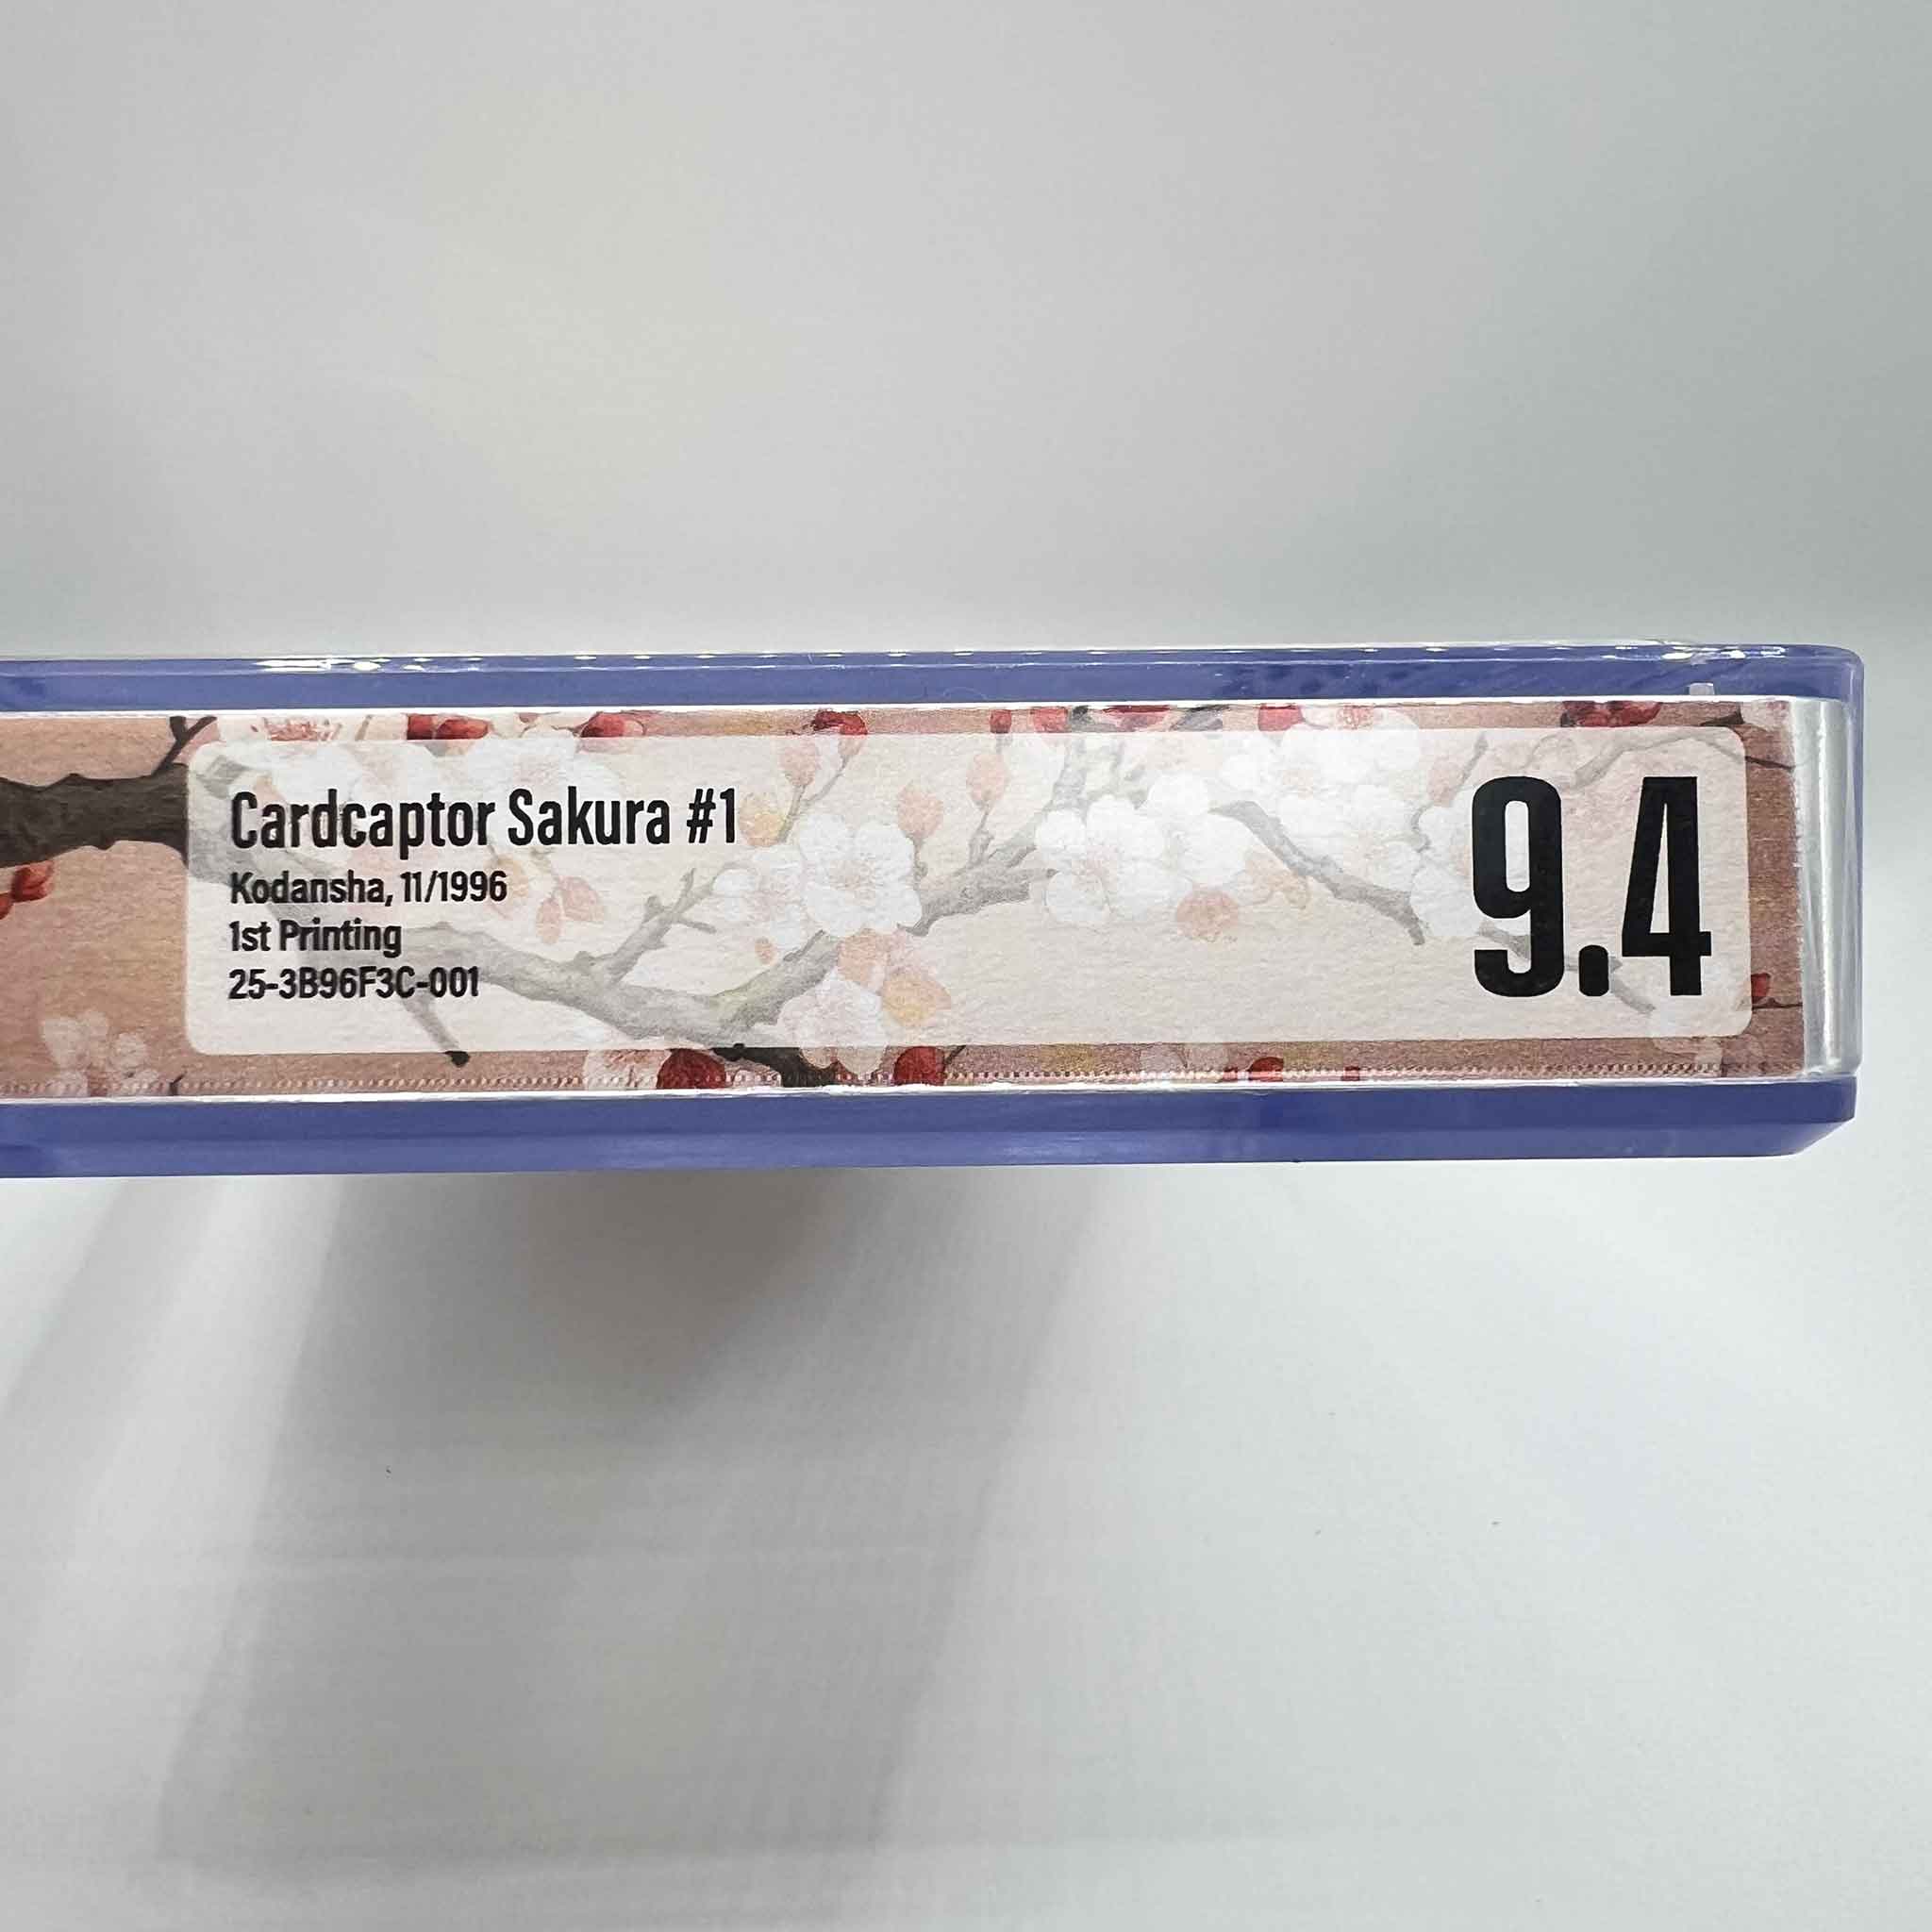 Cardcaptor Sakura #1
Kodansha, 11/1996
1st Printing
25-3B96F3C-001
9.4